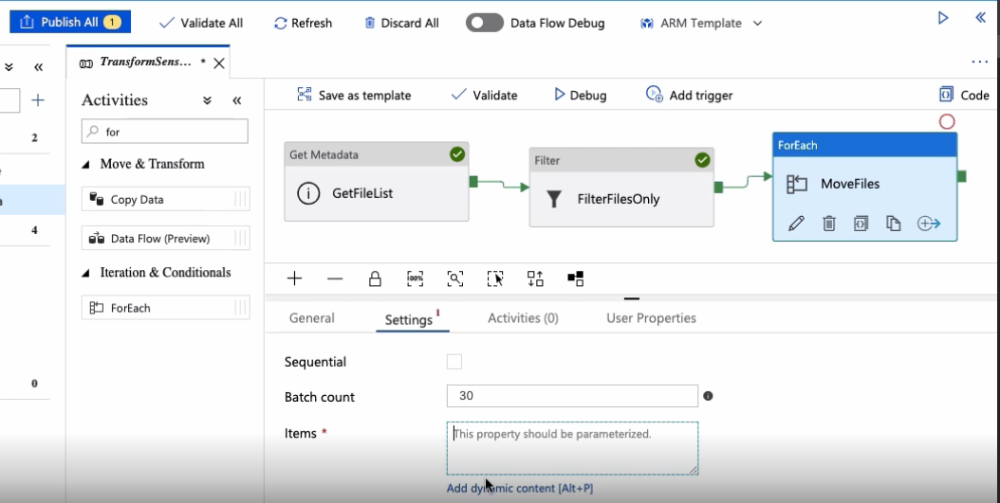 Publish All 1 Validate All Refresh Discard All Data Flow Debug ARM Template
TransformSens... *
Activities
Save as template Validate Debug Add trigger Code
for
2
Move & Transform
Copy Data
4
Data Flow (Preview)
Iteration & Conditionals
ForEach
0
Get Metadata
GetFileList
Filter
FilterFilesOnly
ForEach
MoveFiles
100%
General Settings 1 Activities (0) User Properties
Sequential
Batch count 30
Items * This property should be parameterized.
Add dynamic content [Alt+P]